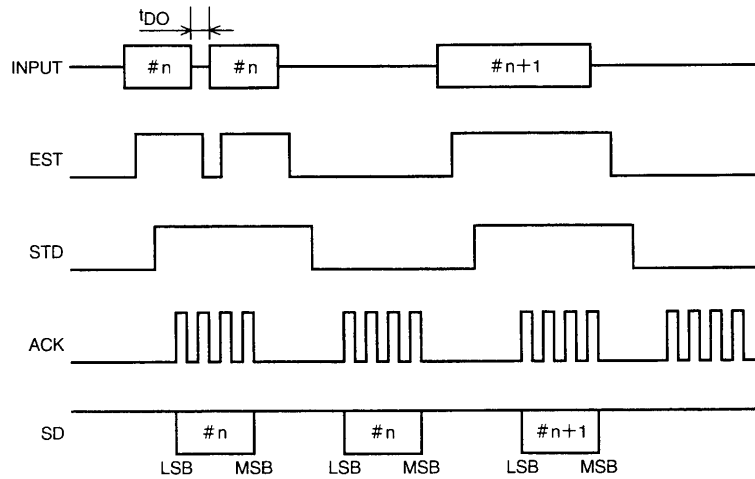 tDO
INPUT
#n
#n
#n+1
EST
STD
ACK
SD
#n
#n
#n+1
LSB
MSB
LSB
MSB
LSB
MSB